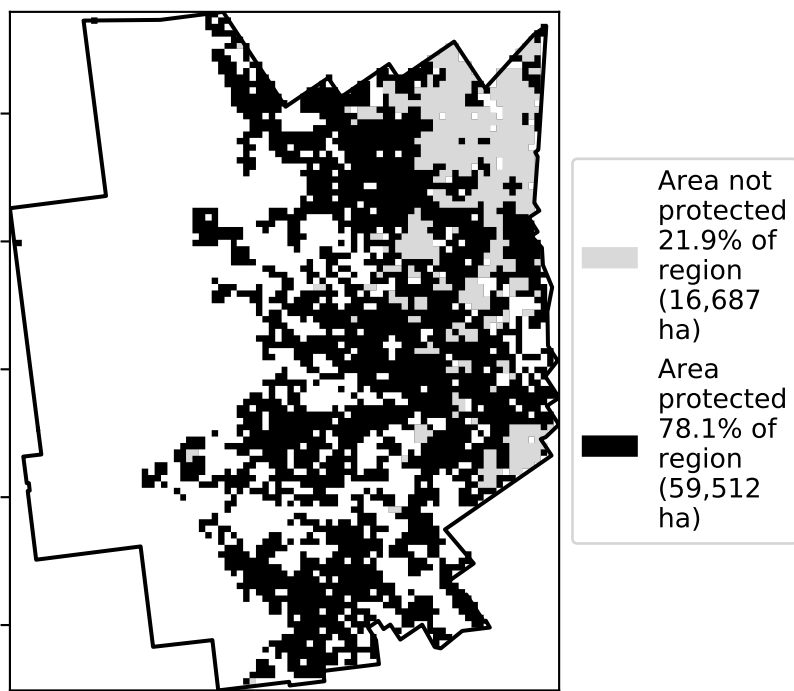 Area not
protected
21.9% of
region
(16,687
ha)
Area
protected
78.1% of
region
(59,512
ha)